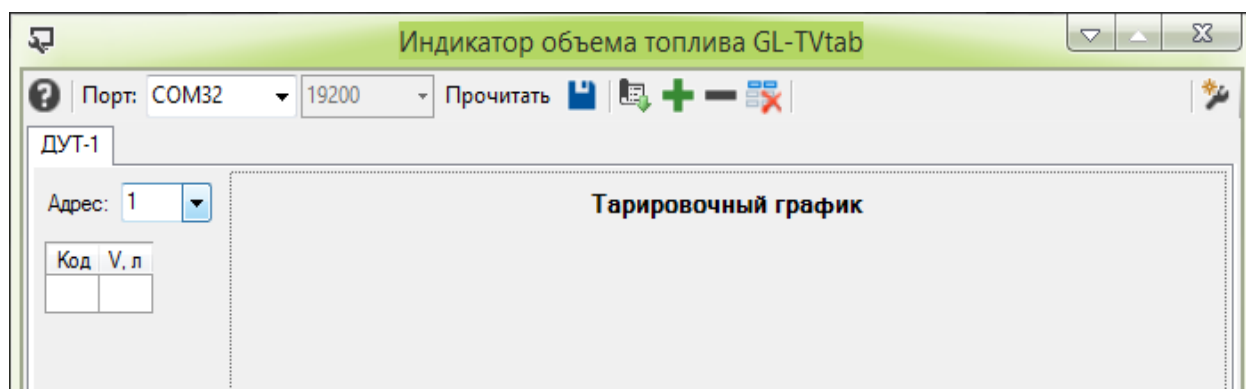 Индикатор объема топлива GL-TVtab
Порт: COM32 19200 Прочитать
ДУТ-1
Адрес: 1 Тарировочный график
Код V, л